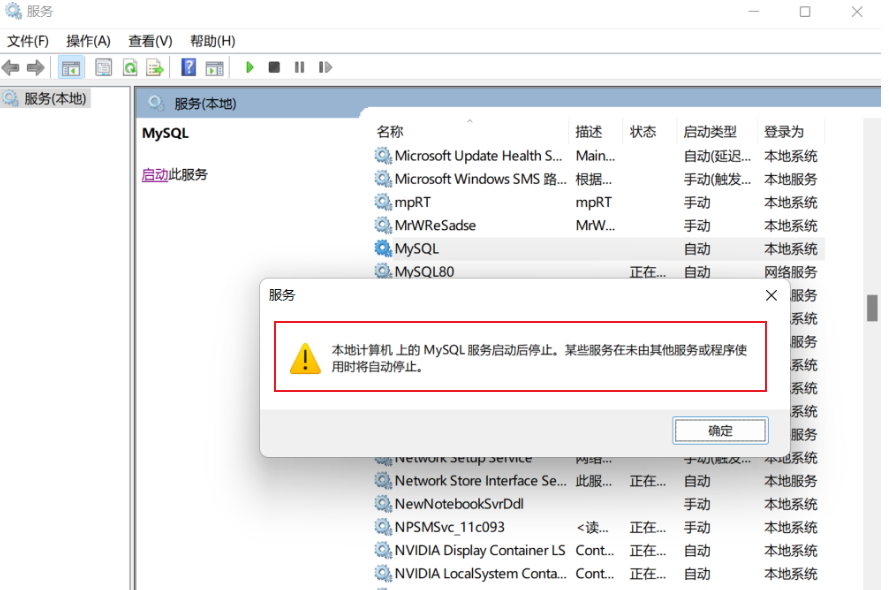 服务
文件(F) 操作(A) 查看(V) 帮助(H)
服务(本地)
服务(本地)
MySQL
启动此服务
名称 描述 状态 启动类型 登录为
Microsoft Update Health S... Main... 自动(延迟... 本地系统
Microsoft Windows SMS 路... 根据... 手动(触发... 本地服务
mpRT mpRT 手动 本地系统
MrWReSadse MrW... 手动 本地系统
MySQL 自动 本地系统
MySQL80 正在... 自动 网络服务
服务
服务
系统
本地计算机 上的 MySQL 服务启动后停止。某些服务在未由其他服务或程序使
用时将自动停止。
服务
系统
系统
系统
确定
服务
Network Setup Service 网络... 手动(触发... 本地系统
Network Store Interface Se... 此服... 正在... 自动 本地服务
NewNotebookSvrDdl 手动 本地系统
NPSMSvc_11c093 <读... 正在... 手动 本地系统
NVIDIA Display Container LS Cont... 正在... 自动 本地系统
NVIDIA LocalSystem Conta... Cont... 正在... 自动 本地系统